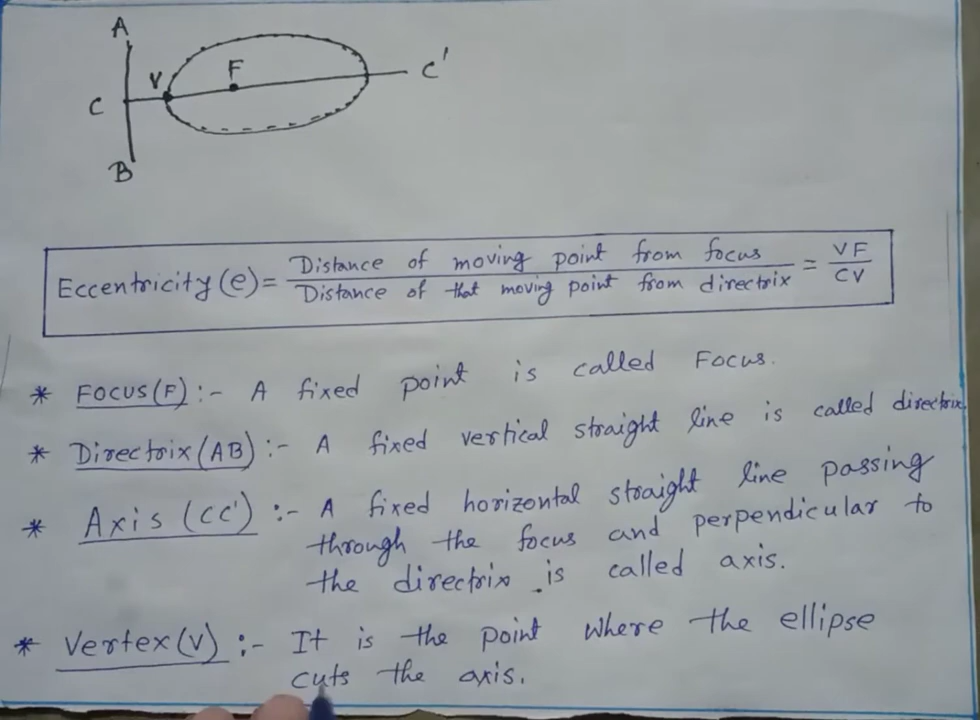 A
V F C'
C
B
Eccentricity (e) = Distance of moving point from focus / Distance of that moving point from directrix = VF / CV
* Focus (F) :- A fixed point is called Focus.
* Directrix (AB) :- A fixed vertical straight line is called directrix
* Axis (CC') :- A fixed horizontal straight line passing
through the focus and perpendicular to
the directrix is called axis.
* Vertex (V) :- It is the point where the ellipse
cuts the axis.